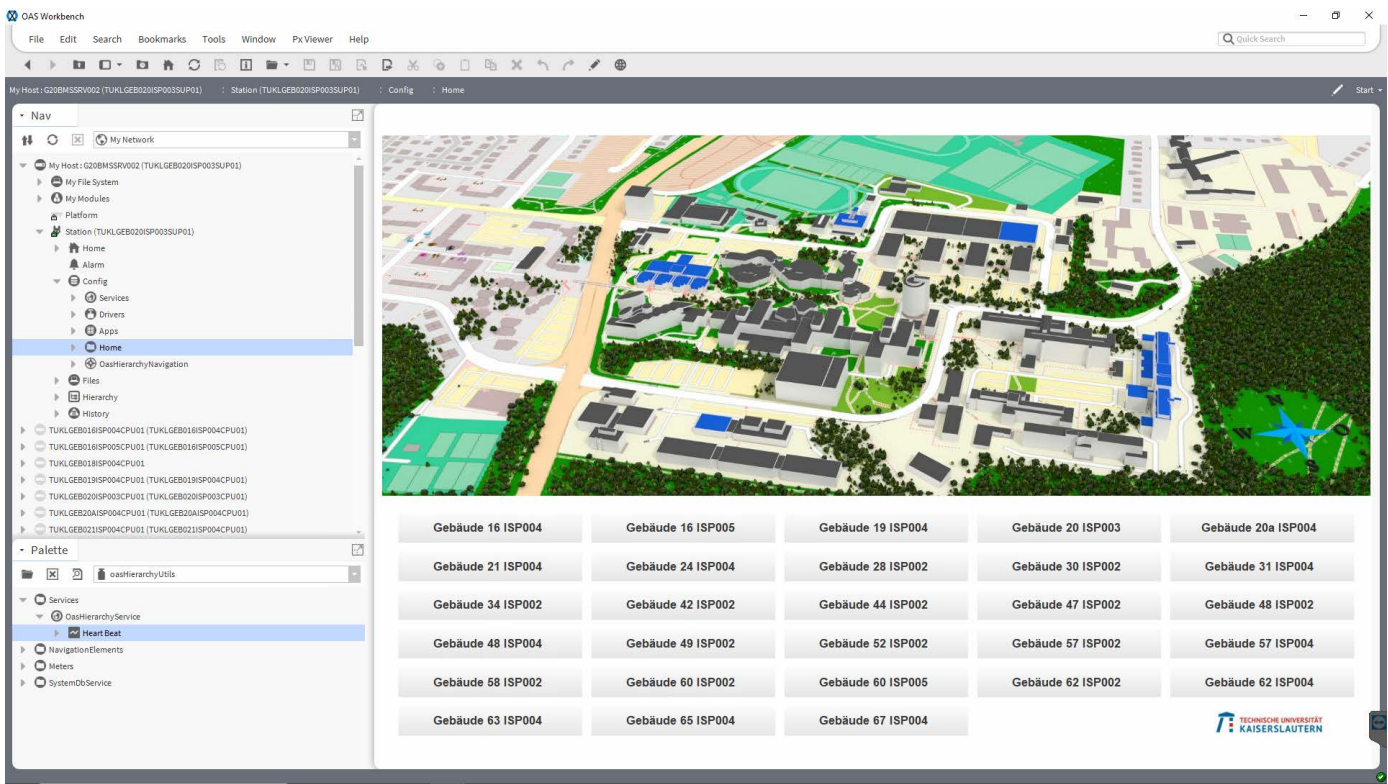 OAS Workbench
File Edit Search Bookmarks Tools Window Px Viewer Help
Quick Search
My Host : G20BMSSRV002 (TUKLGEB020ISP003SUP01) : Station (TUKLGEB020ISP003SUP01) : Config : Home
Start
Nav
My Network
My Host : G20BMSSRV002 (TUKLGEB020ISP003SUP01)
My File System
My Modules
Platform
Station (TUKLGEB020ISP003SUP01)
Home
Alarm
Config
Services
Drivers
Apps
Home
OasHierarchyNavigation
Files
Hierarchy
History
TUKLGEB016ISP004CPU01 (TUKLGEB016ISP004CPU01)
TUKLGEB016ISP005CPU01 (TUKLGEB016ISP005CPU01)
TUKLGEB018ISP004CPU01
TUKLGEB019ISP004CPU01 (TUKLGEB019ISP004CPU01)
TUKLGEB020ISP003CPU01 (TUKLGEB020ISP003CPU01)
TUKLGEB20AISP004CPU01 (TUKLGEB20AISP004CPU01)
TUKLGEB021ISP004CPU01 (TUKLGEB021ISP004CPU01)
Palette
oasHierarchyUtils
Services
OasHierarchyService
Heart Beat
NavigationElements
Meters
SystemDbService
N
O
S
W
Gebäude 16 ISP004 Gebäude 16 ISP005 Gebäude 19 ISP004 Gebäude 20 ISP003 Gebäude 20a ISP004
Gebäude 21 ISP004 Gebäude 24 ISP004 Gebäude 28 ISP002 Gebäude 30 ISP002 Gebäude 31 ISP004
Gebäude 34 ISP002 Gebäude 42 ISP002 Gebäude 44 ISP002 Gebäude 47 ISP002 Gebäude 48 ISP002
Gebäude 48 ISP004 Gebäude 49 ISP002 Gebäude 52 ISP002 Gebäude 57 ISP002 Gebäude 57 ISP004
Gebäude 58 ISP002 Gebäude 60 ISP002 Gebäude 60 ISP005 Gebäude 62 ISP002 Gebäude 62 ISP004
Gebäude 63 ISP004 Gebäude 65 ISP004 Gebäude 67 ISP004
TECHNISCHE UNIVERSITÄT
KAISERSLAUTERN